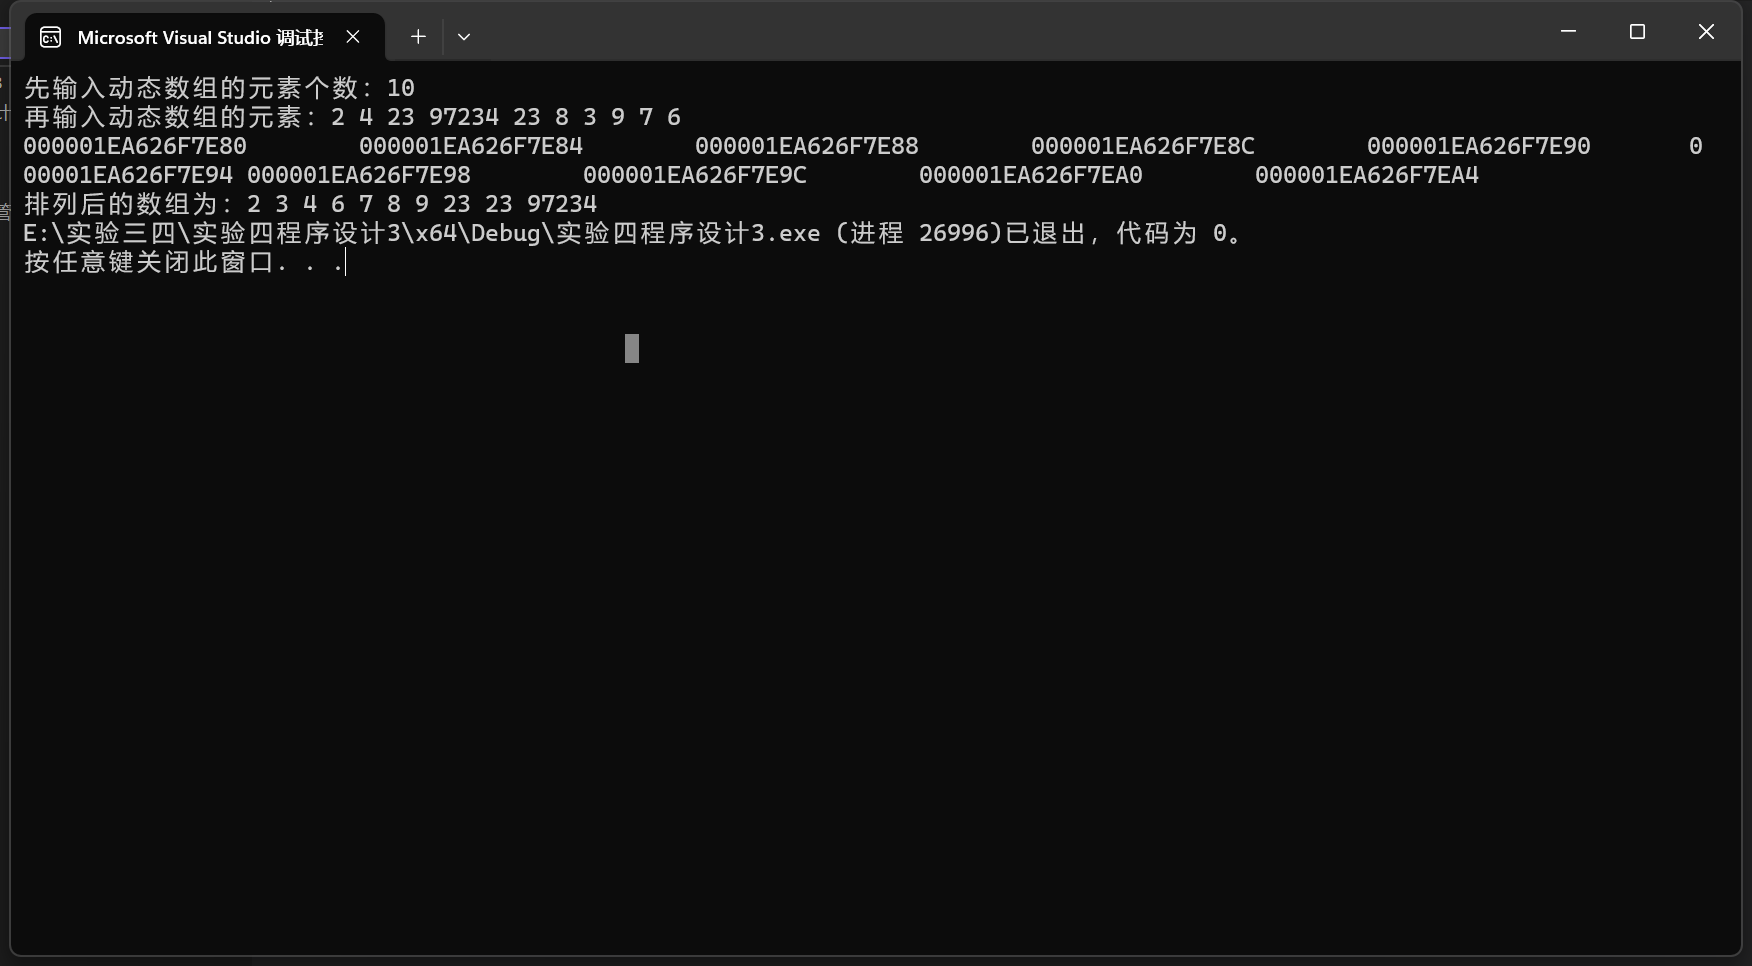 Microsoft Visual Studio 调试
先输入动态数组的元素个数：10
再输入动态数组的元素：2 4 23 97234 23 8 3 9 7 6
000001EA626F7E80        000001EA626F7E84        000001EA626F7E88        000001EA626F7E8C        000001EA626F7E90       0
00001EA626F7E94 000001EA626F7E98        000001EA626F7E9C        000001EA626F7EA0        000001EA626F7EA4
排列后的数组为：2 3 4 6 7 8 9 23 23 97234
E:\实验三四\实验四程序设计3\x64\Debug\实验四程序设计3.exe (进程 26996)已退出，代码为 0。
按任意键关闭此窗口. . .